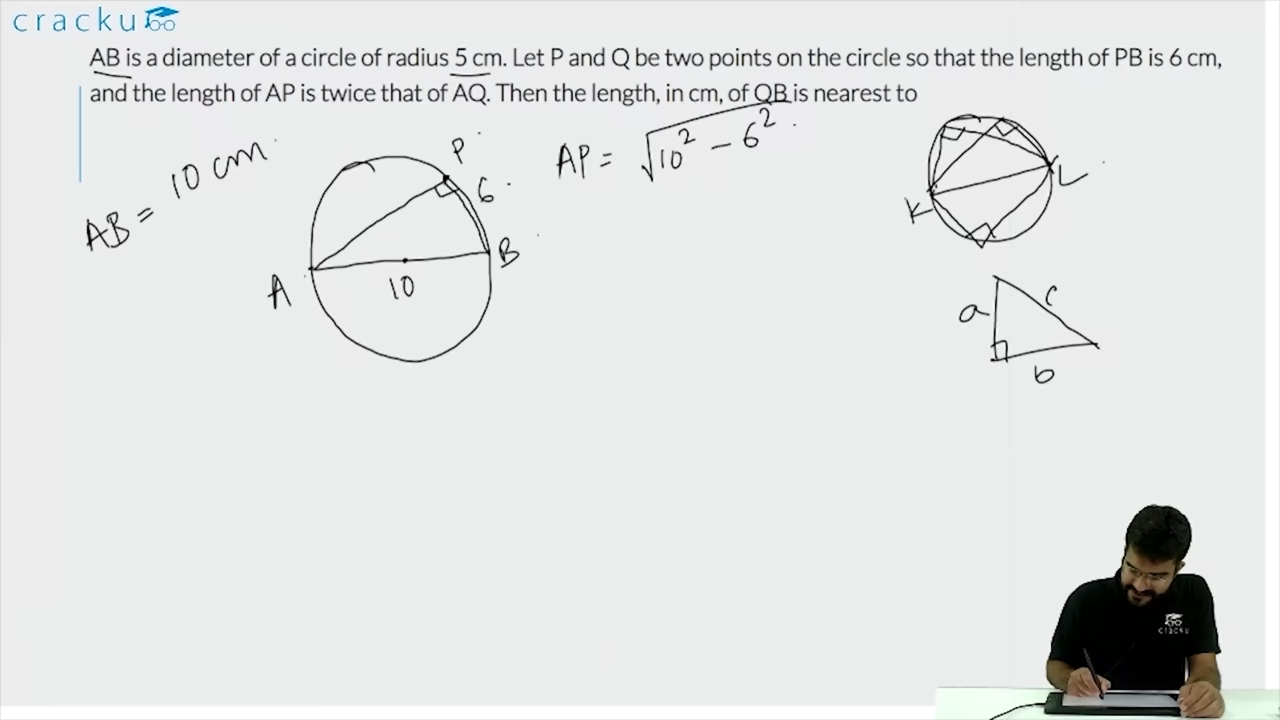 cracku
AB is a diameter of a circle of radius 5 cm. Let P and Q be two points on the circle so that the length of PB is 6 cm,
and the length of AP is twice that of AQ. Then the length, in cm, of QB is nearest to
AB = 10 cm
P
6
A
B
10
AP = √10² - 6²
K
L
a
c
b
cracku